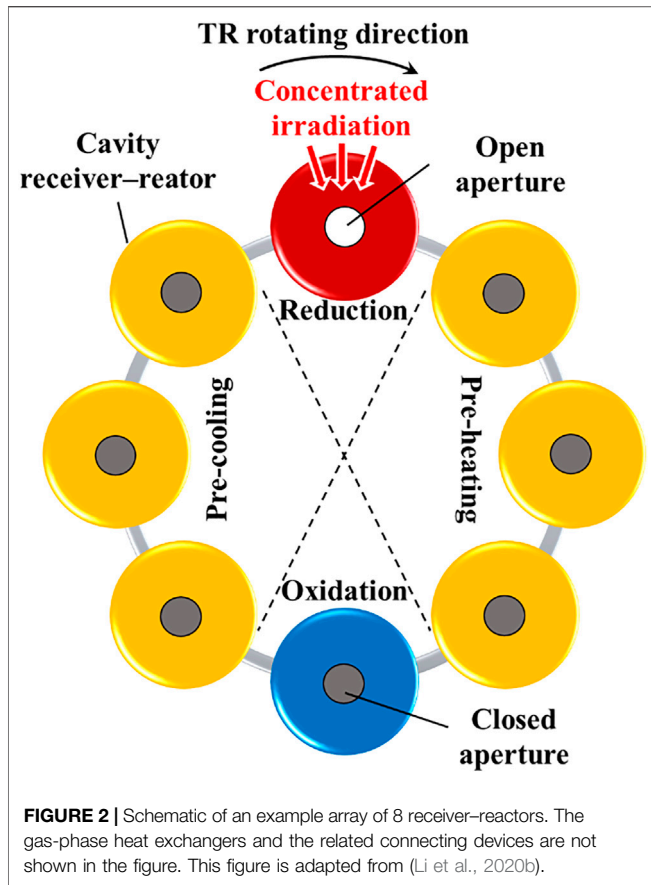 TR rotating direction
Concentrated
irradiation
Cavity
receiver–reator
Open
aperture
Reduction
Pre-cooling
Pre-heating
Oxidation
Closed
aperture
FIGURE 2 | Schematic of an example array of 8 receiver–reactors. The
gas-phase heat exchangers and the related connecting devices are not
shown in the figure. This figure is adapted from (Li et al., 2020b).